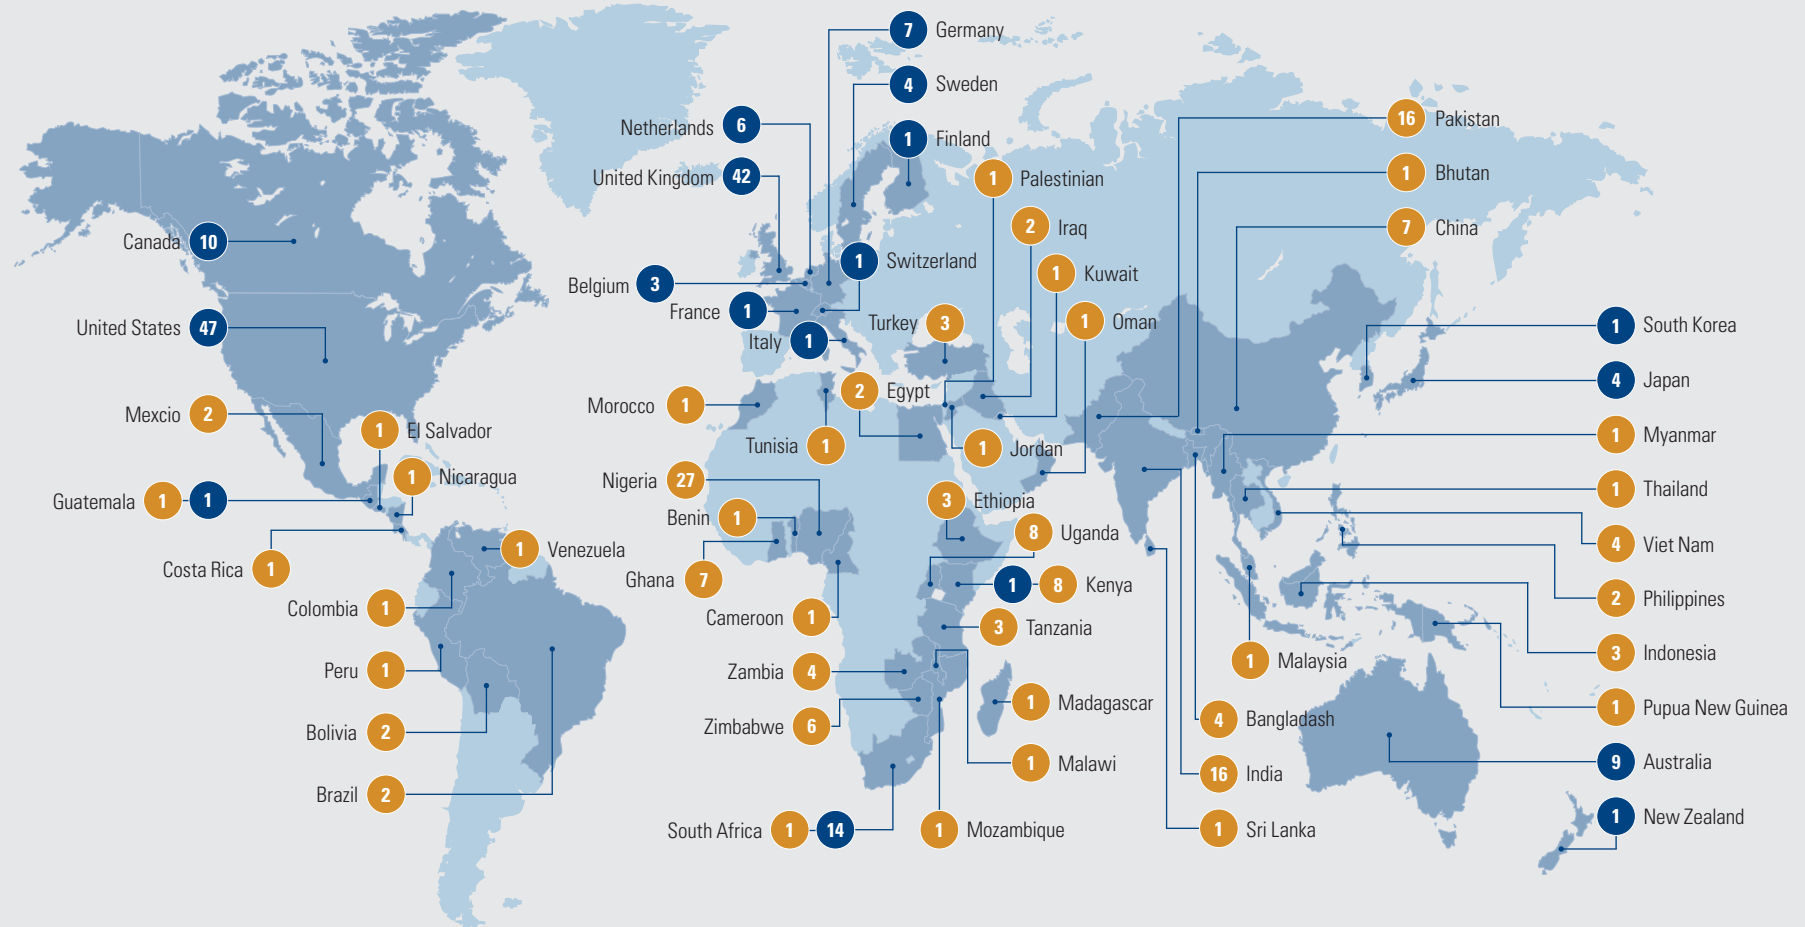 7 Germany
4 Sweden
Netherlands 6
1 Finland
United Kingdom 42
1 Palestinian
16 Pakistan
1 Bhutan
2 Iraq
7 China
Canada 10
1 Switzerland
1 Kuwait
Belgium 3
France 1
Turkey 3
1 Oman
United States 47
Italy 1
1 South Korea
4 Japan
2 Egypt
Morocco 1
Mexcio 2
1 El Salvador
Tunisia 1
1 Jordan
1 Myanmar
1 Nicaragua
Nigeria 27
1 Thailand
Guatemala 1 1
3 Ethiopia
Benin 1
8 Uganda
4 Viet Nam
1 Venezuela
Costa Rica 1
Ghana 7
1 8 Kenya
2 Philippines
Colombia 1
Cameroon 1
3 Tanzania
3 Indonesia
1 Malaysia
Peru 1
Zambia 4
1 Madagascar
1 Pupua New Guinea
4 Bangladash
Zimbabwe 6
Bolivia 2
1 Malawi
16 India
9 Australia
Brazil 2
1 New Zealand
South Africa 1 14
1 Mozambique
1 Sri Lanka